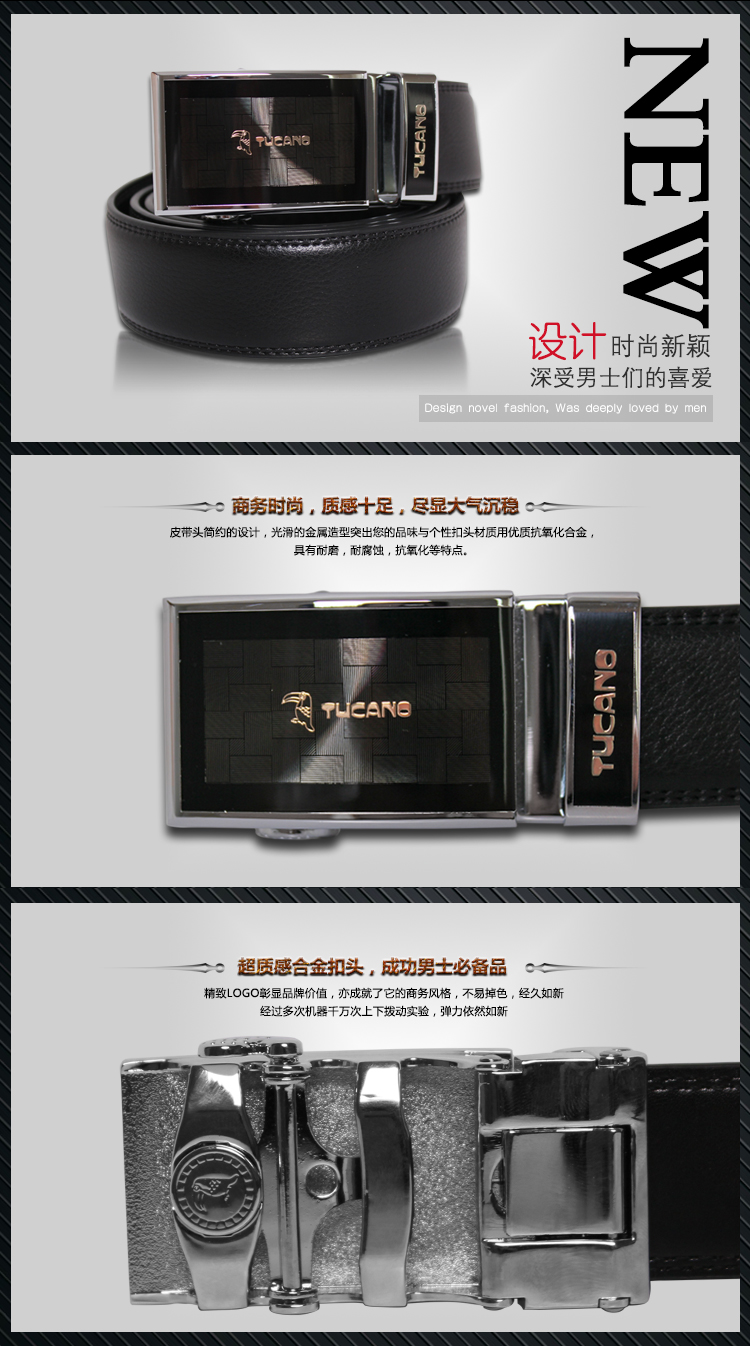 TUCANO
TUCANO
NEW
设计 时尚新颖
深受男士们的喜爱
Design novel fashion, Was deeply loved by men
商务时尚，质感十足，尽显大气沉稳
皮带头简约的设计，光滑的金属造型突出您的品味与个性扣头材质用优质抗氧化合金，
具有耐磨，耐腐蚀，抗氧化等特点。
TUCANO
TUCANO
超质感合金扣头，成功男士必备品
精致LOGO彰显品牌价值，亦成就了它的商务风格，不易掉色，经久如新
经过多次机器千万次上下拨动实验，弹力依然如新